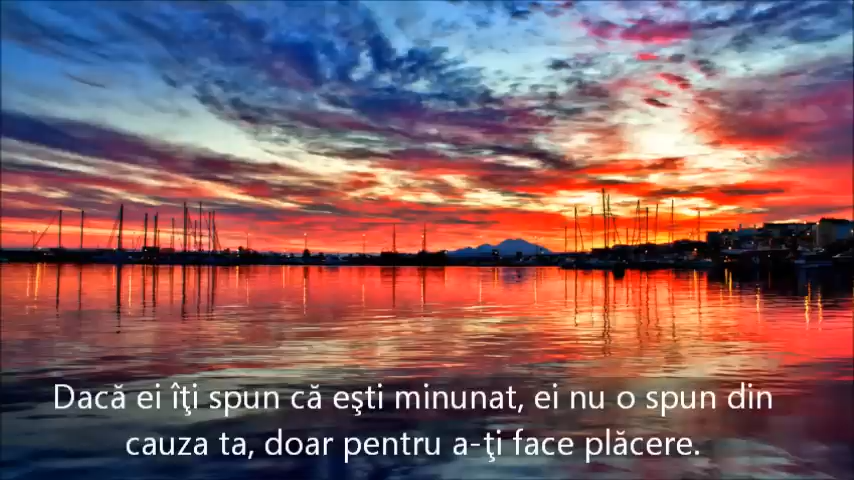 Dacă ei îţi spun că eşti minunat, ei nu o spun din
cauza ta, doar pentru a-ţi face plăcere.